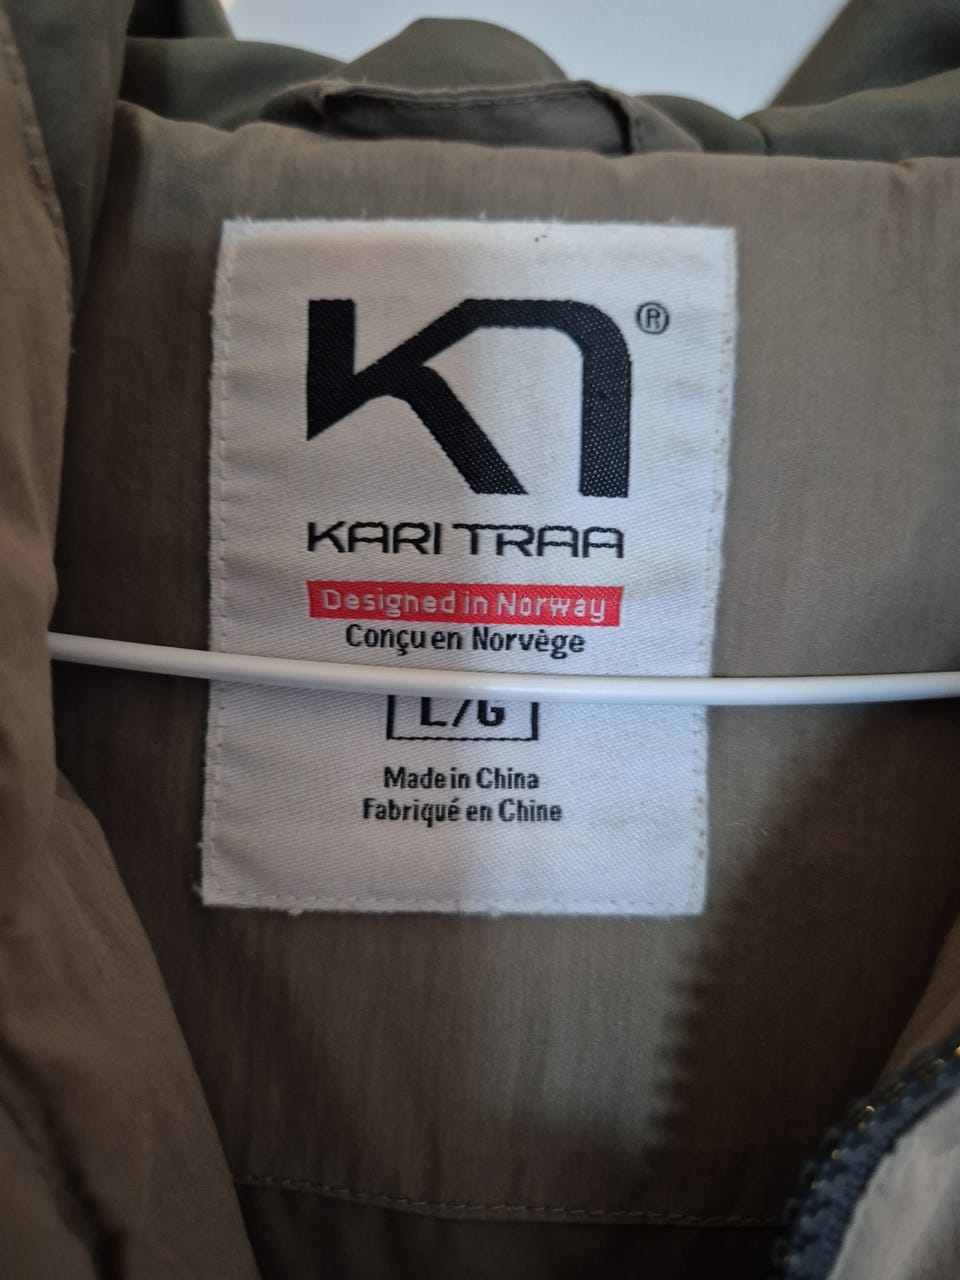 KARI TRAA
Designed in Norway
Conçu en Norvège
L/G
Made in China
Fabriqué en Chine
®